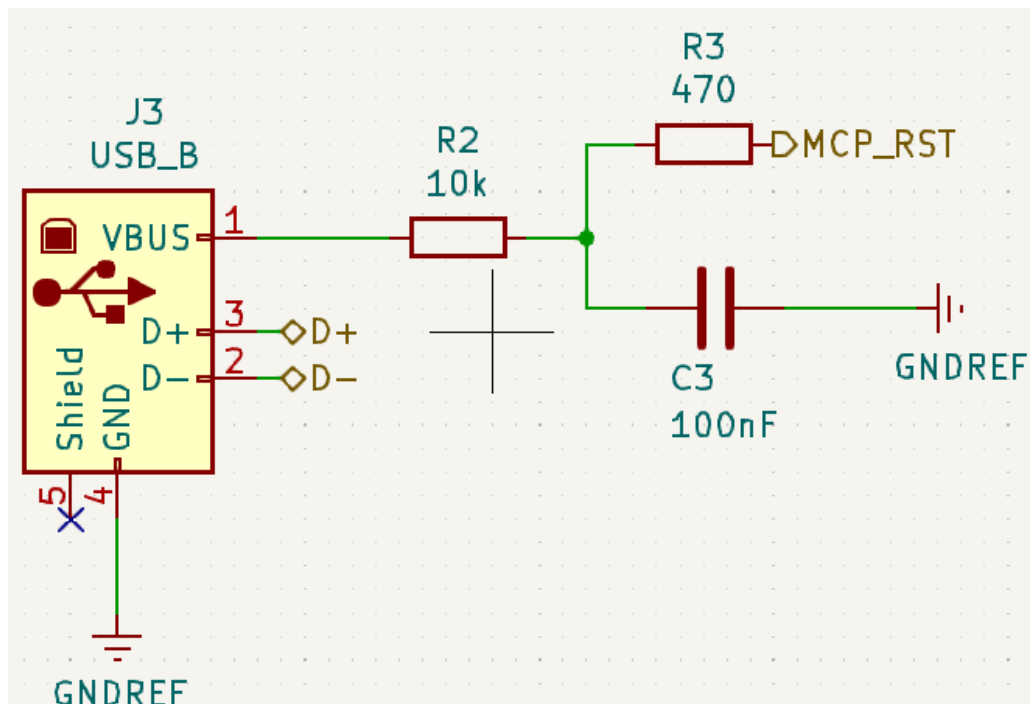 R3
470
MCP_RST
J3
USB_B
R2
10k
VBUS
1
D+
3
D+
D-
2
D-
Shield
GND
5
4
C3
100nF
GNDREF
GNDREF